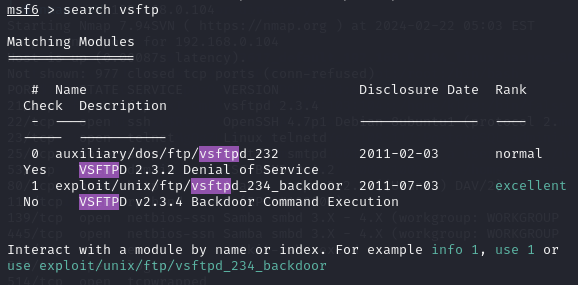 msf6 > search vsftp
Matching Modules
================
# Name Disclosure Date Rank
Check Description
- ---- --------------- ----
----- -----------
0 auxiliary/dos/ftp/vsftpd_232 2011-02-03 normal
Yes VSFTPD 2.3.2 Denial of Service
1 exploit/unix/ftp/vsftpd_234_backdoor 2011-07-03 excellent
No VSFTPD v2.3.4 Backdoor Command Execution
Interact with a module by name or index. For example info 1, use 1 or
use exploit/unix/ftp/vsftpd_234_backdoor